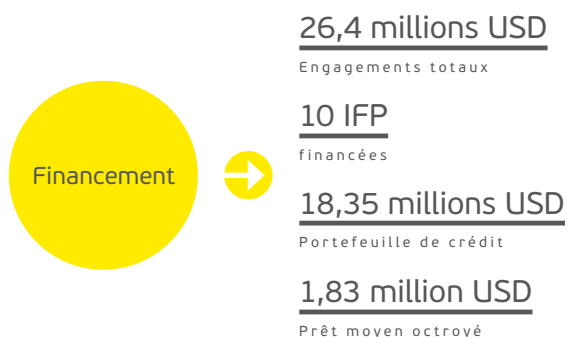 Financement
26,4 millions USD
Engagements totaux
10 IFP
financées
18,35 millions USD
Portefeuille de crédit
1,83 million USD
Prêt moyen octroyé